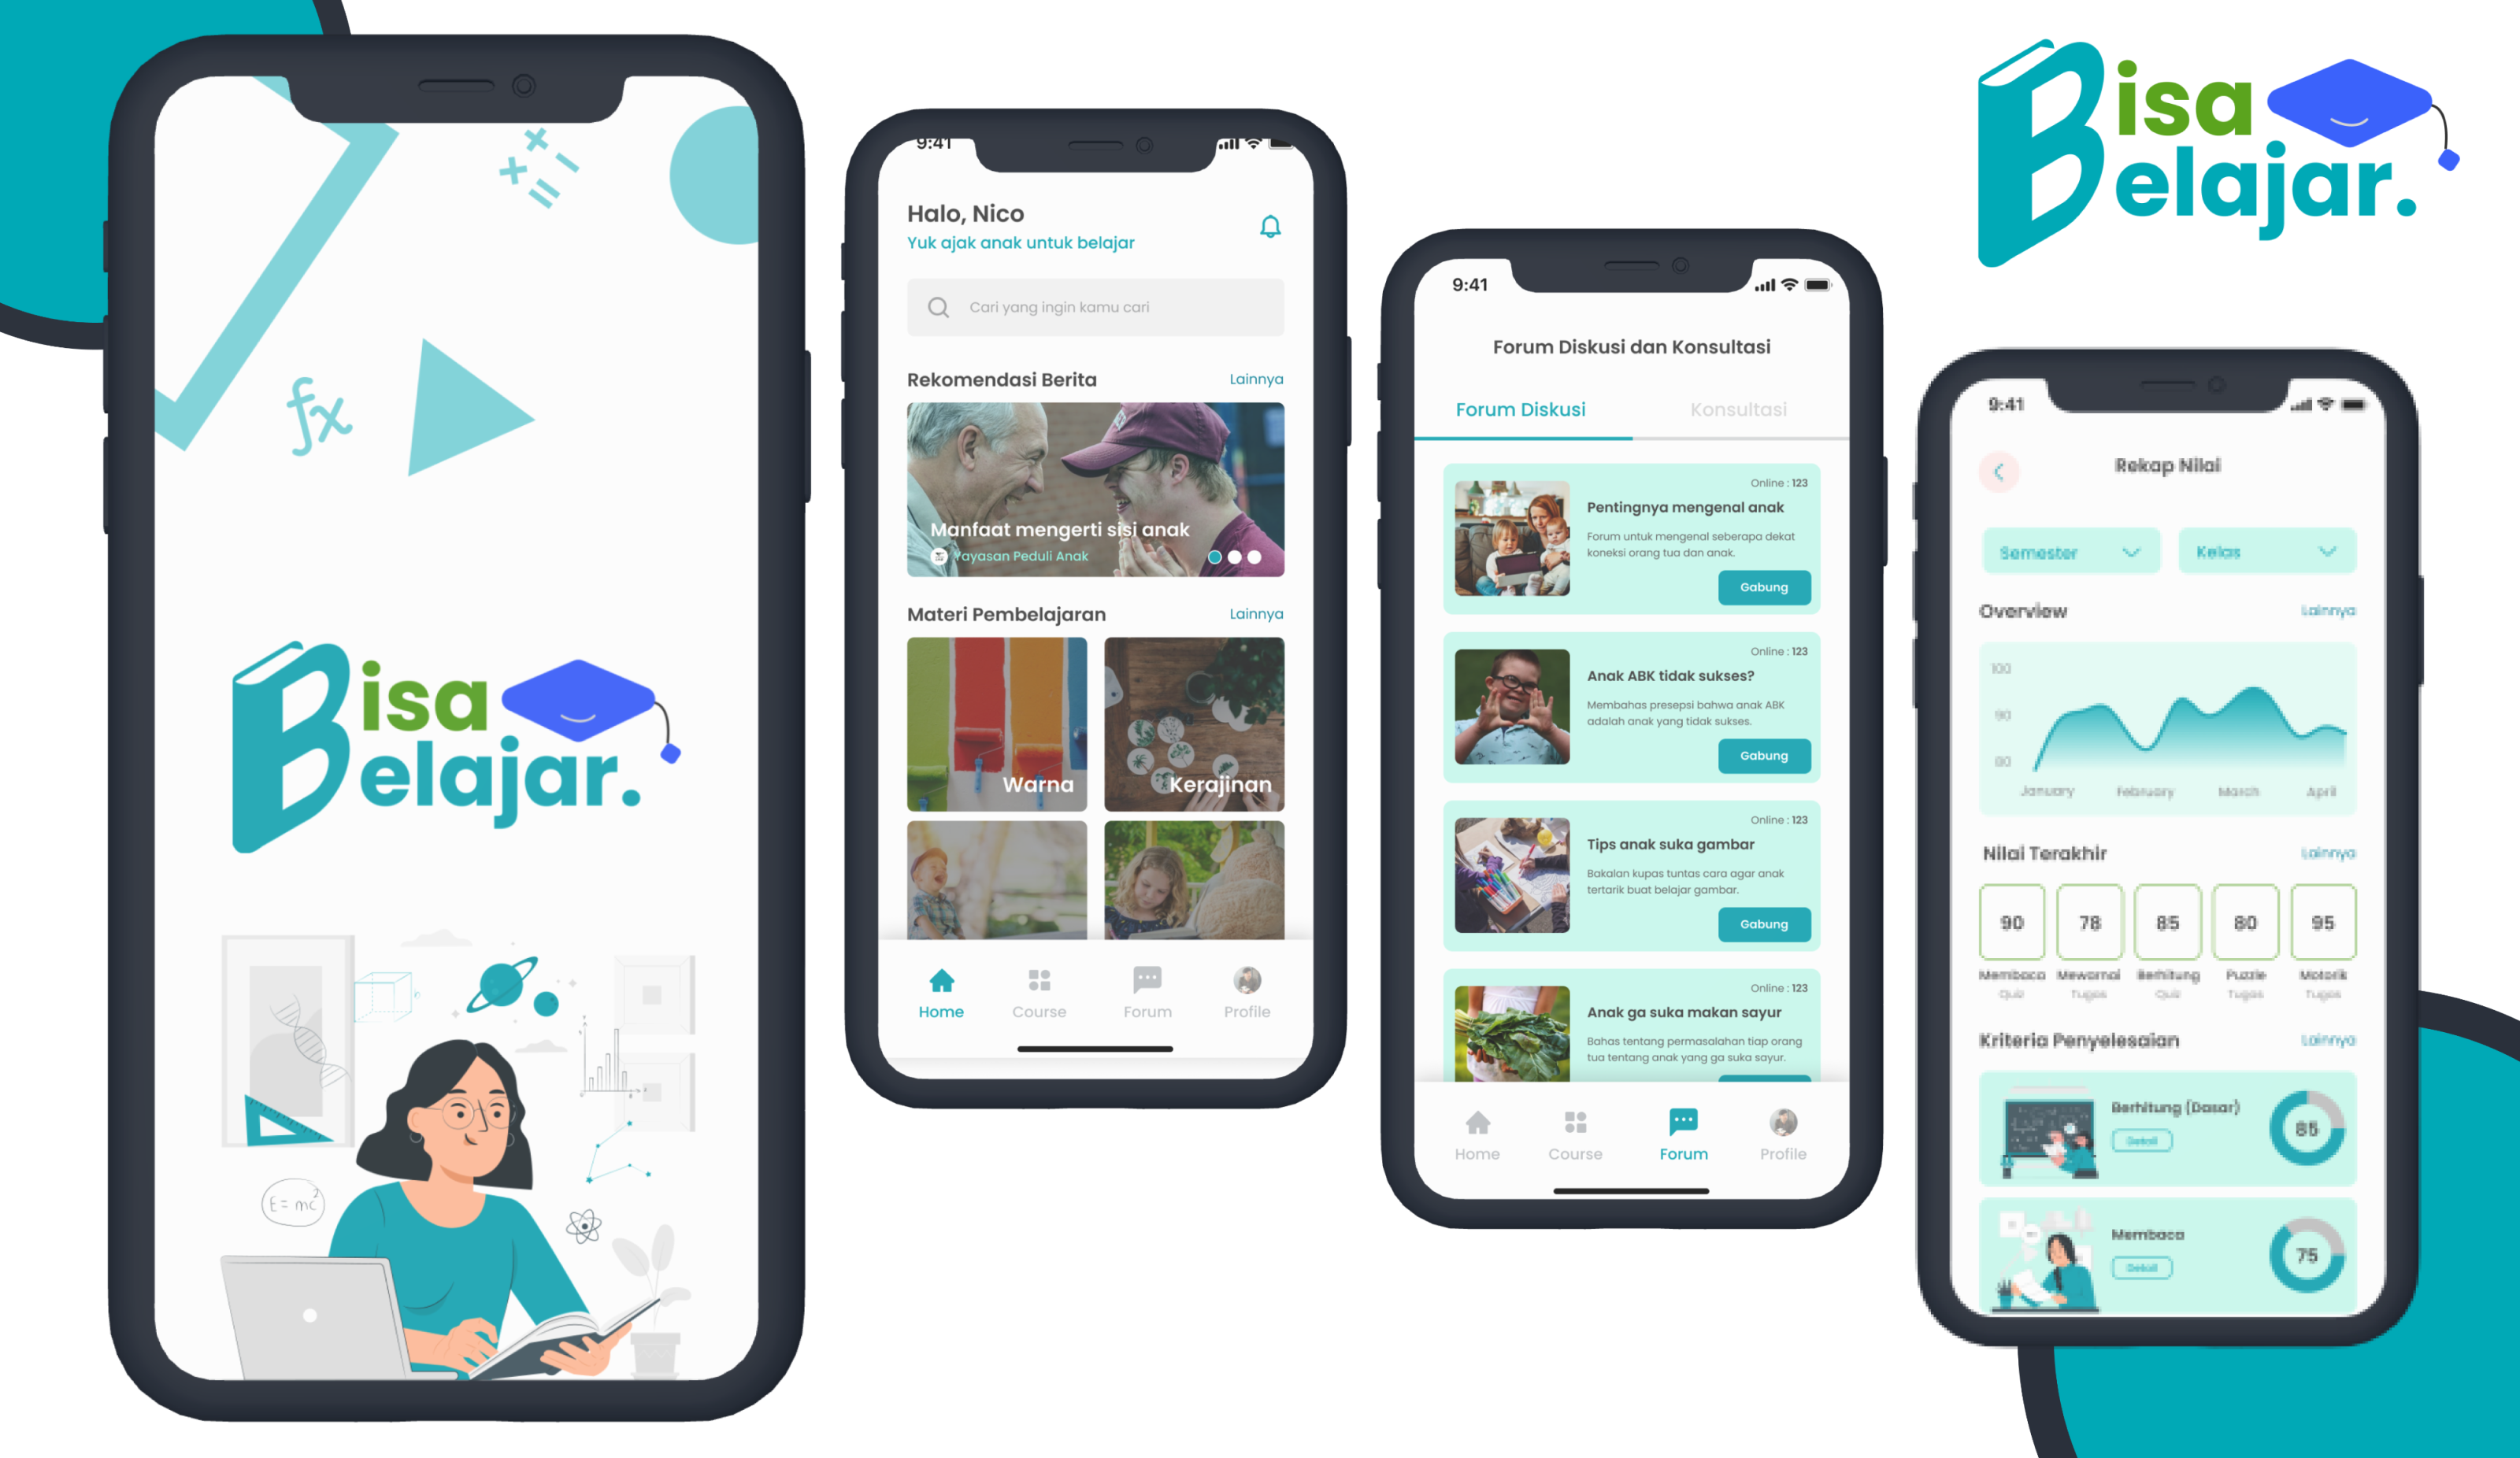 Bisa
Belajar.
E = mc²
fx
9:41
Halo, Nico
Yuk ajak anak untuk belajar
Cari yang ingin kamu cari
Rekomendasi Berita
Lainnya
Manfaat mengerti sisi anak
Yayasan Peduli Anak
Materi Pembelajaran
Lainnya
Warna
Kerajinan
Home
Course
Forum
Profile
9:41
Forum Diskusi dan Konsultasi
Forum Diskusi
Konsultasi
Online : 123
Pentingnya mengenal anak
Forum untuk mengenal seberapa dekat
koneksi orang tua dan anak.
Gabung
Online : 123
Anak ABK tidak sukses?
Membahas presepsi bahwa anak ABK
adalah anak yang tidak sukses.
Gabung
Online : 123
Tips anak suka gambar
Bakalan kupas tuntas cara agar anak
tertarik buat belajar gambar.
Gabung
Online : 123
Anak ga suka makan sayur
Bahas tentang permasalahan tiap orang
tua tentang anak yang ga suka sayur.
Home
Course
Forum
Profile
Bisa
Belajar.
9:41
Rekap Nilai
Semester
Kelas
Overview
Lainnya
100
90
80
January
February
March
April
Nilai Terakhir
Lainnya
90
78
85
80
95
Membaca
Mewarnai
Berhitung
Puzzle
Motorik
Quiz
Tugas
Quiz
Tugas
Tugas
Kriteria Penyelesaian
Lainnya
Berhitung (Dasar)
Detail
85
Membaca
Detail
75